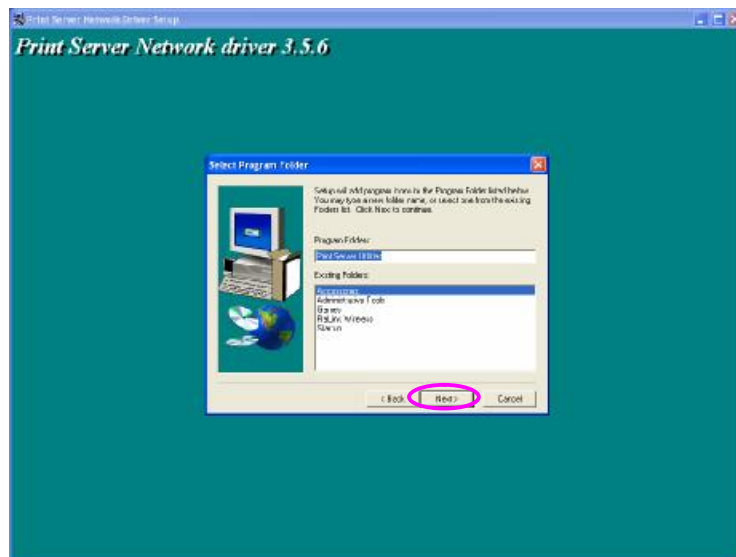 Print Server Network Driver Setup
Print Server Network driver 3.5.6
Select Program Folder
Setup will add program icons to the Program Folder listed below.
You may type a new folder name, or select one from the existing
Folders list. Click Next to continue.
Program Folder:
Print Server Utilities
Existing Folders:
Accessories
Administrative Tools
Games
RaLink Wireless
Startup
< Back
Next >
Cancel